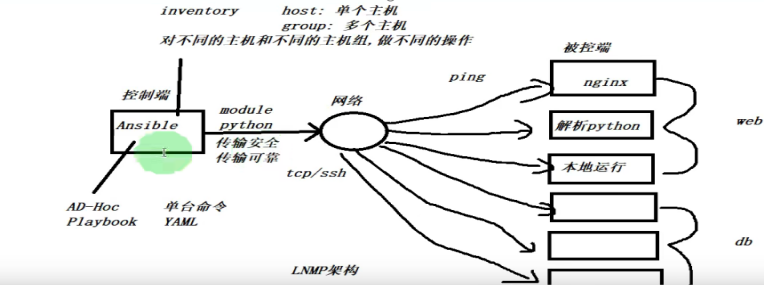 inventory host: 单个主机
group: 多个主机
对不同的主机和不同的主机组,做不同的操作
控制端
Ansible
module
python
传输安全
传输可靠
tcp/ssh
网络
ping
被控端
nginx
解析python
本地运行
web
db
AD-Hoc 单台命令
Playbook YAML
LNMP架构